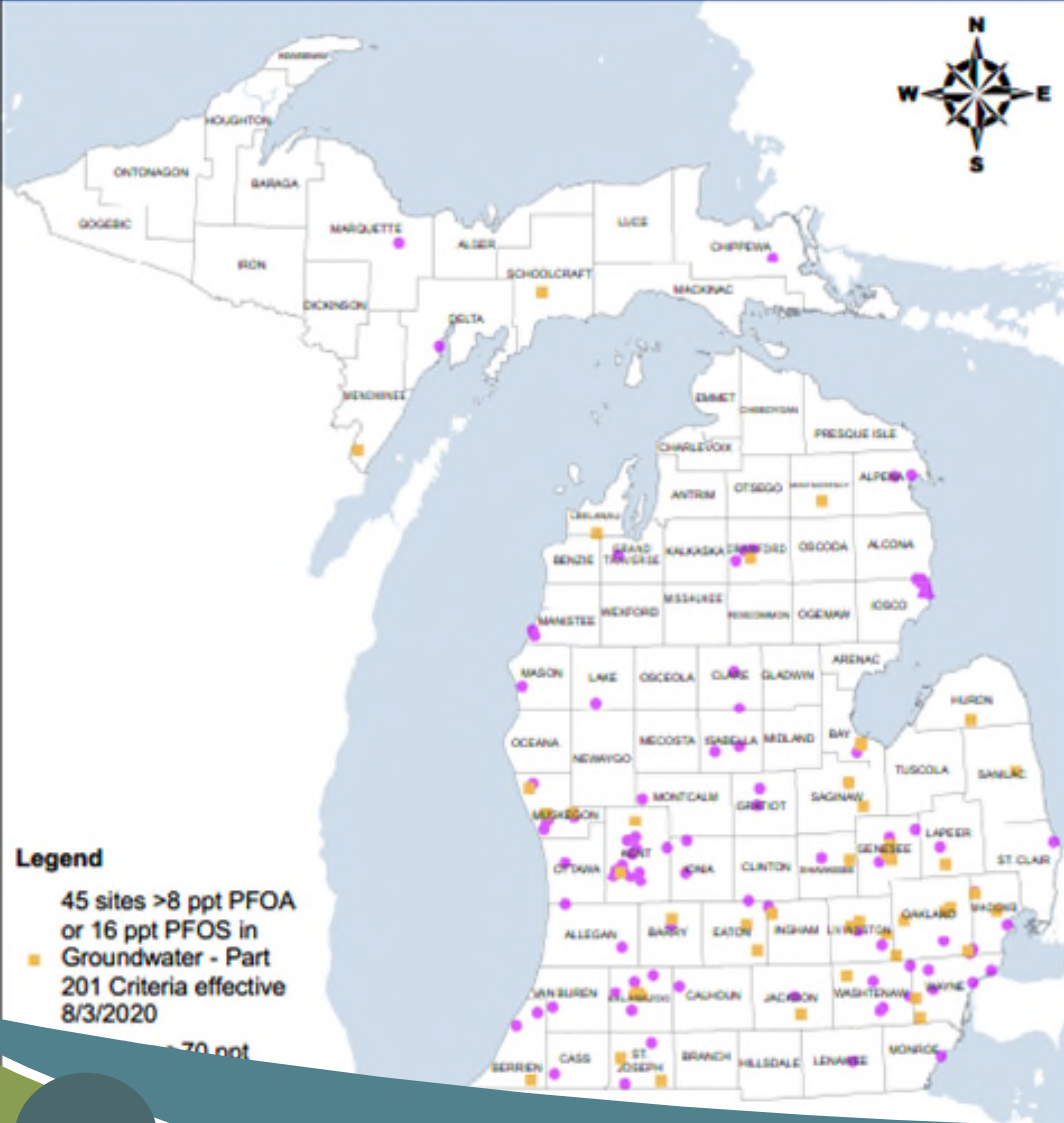 N
W E
S
KEWEENAW
HOUGHTON
ONTONAGON
BARAGA
GOGEBIC
MARQUETTE
LUCE
ALGER
CHIPPEWA
IRON
SCHOOLCRAFT
MACKINAC
DICKINSON
DELTA
MENOMINEE
EMMET
CHEBOYGAN
PRESQUE ISLE
CHARLEVOIX
ALPENA
ANTRIM
OTSEGO
MONTMORENCY
LEELANAU
BENZIE
GRAND
TRAVERSE
KALKASKA
CRAWFORD
OSCODA
ALCONA
MANISTEE
WEXFORD
MISSAUKEE
ROSCOMMON
OGEMAW
IOSCO
ARENAC
MASON
LAKE
OSCEOLA
CLARE
GLADWIN
HURON
OCEANA
NEWAYGO
MECOSTA
ISABELLA
MIDLAND
BAY
TUSCOLA
SANILAC
MUSKEGON
MONTCALM
GRATIOT
SAGINAW
LAPEER
GENESEE
KENT
ST. CLAIR
OTTAWA
IONIA
CLINTON
SHIAWASSEE
ALLEGAN
BARRY
EATON
INGHAM
LIVINGSTON
OAKLAND
MACOMB
VAN BUREN
KALAMAZOO
CALHOUN
JACKSON
WASHTENAW
WAYNE
BERRIEN
CASS
ST.
JOSEPH
BRANCH
HILLSDALE
LENAWEE
MONROE
Legend
45 sites >8 ppt PFOA
or 16 ppt PFOS in
Groundwater - Part
201 Criteria effective
8/3/2020
70 ppt